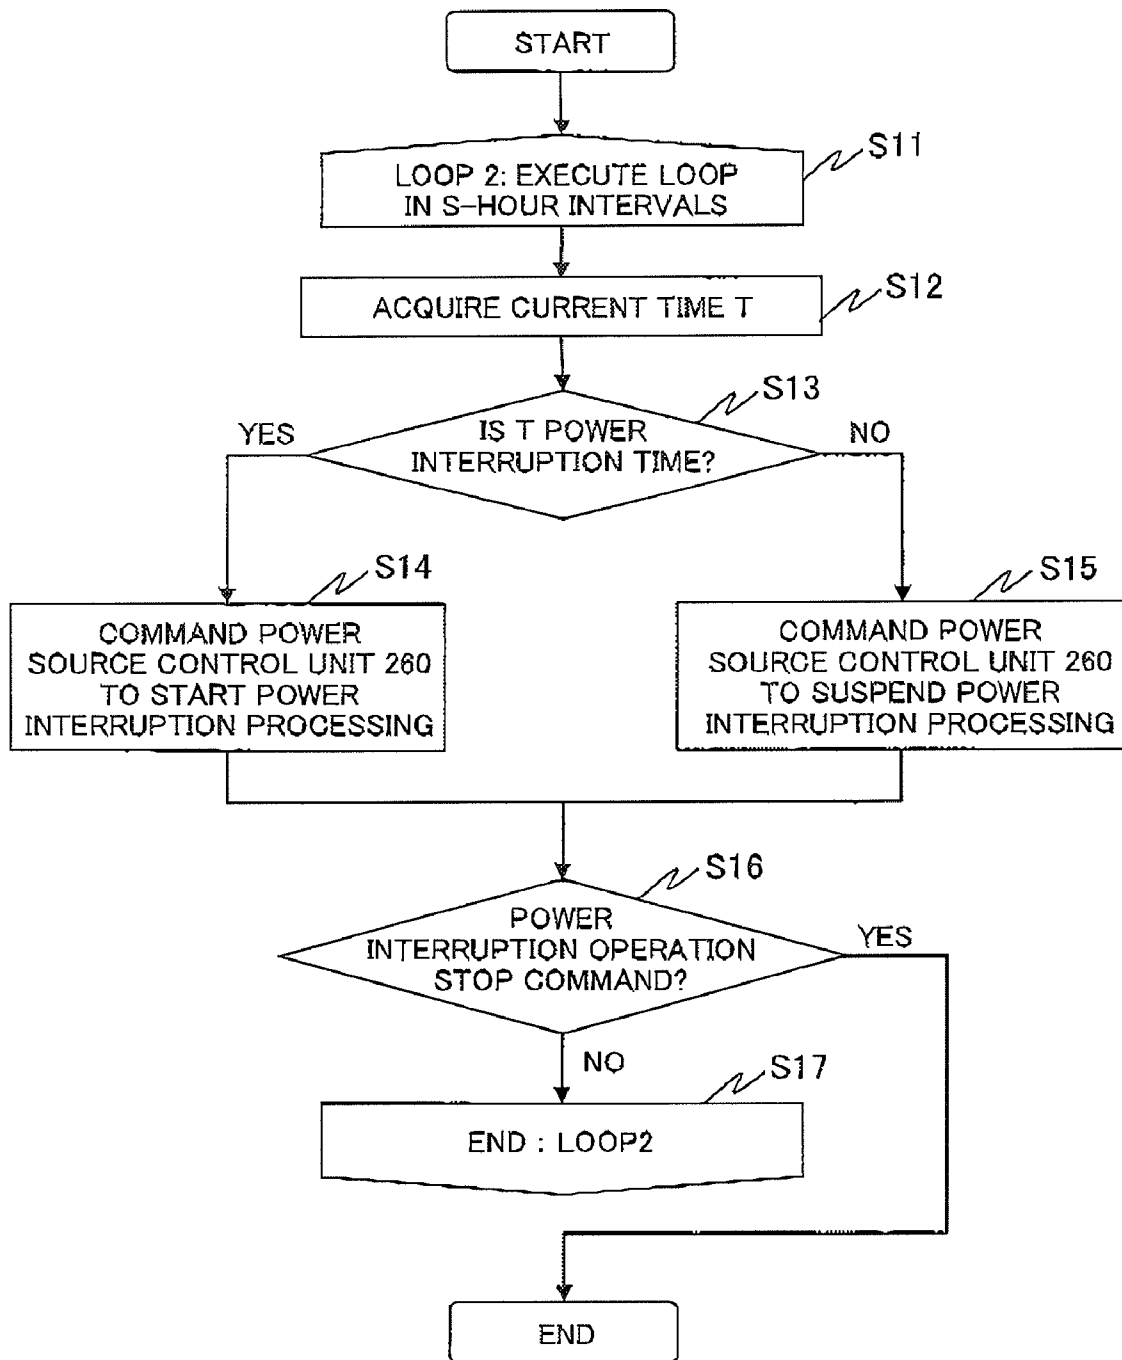 START
S11
LOOP 2: EXECUTE LOOP
IN S-HOUR INTERVALS
S12
ACQUIRE CURRENT TIME T
S13
YES
IS T POWER
INTERRUPTION TIME?
NO
S14
COMMAND POWER
SOURCE CONTROL UNIT 260
TO START POWER
INTERRUPTION PROCESSING
S15
COMMAND POWER
SOURCE CONTROL UNIT 260
TO SUSPEND POWER
INTERRUPTION PROCESSING
S16
POWER
INTERRUPTION OPERATION
STOP COMMAND?
YES
NO
S17
END : LOOP2
END